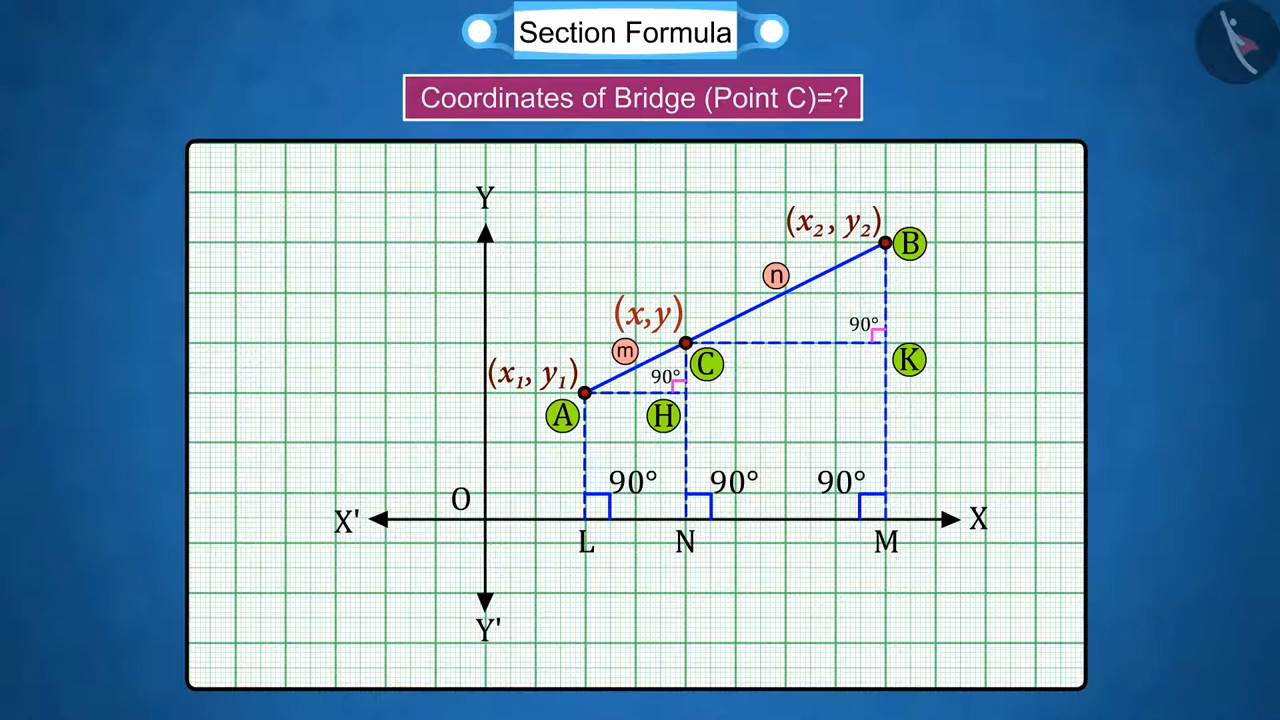 Section Formula
Coordinates of Bridge (Point C)=?
Y
(x₂, y₂)
B
n
(x,y)
90°
m
C
K
(x₁, y₁)
90°
A
H
90°
90°
90°
O
X'
X
L
N
M
Y'